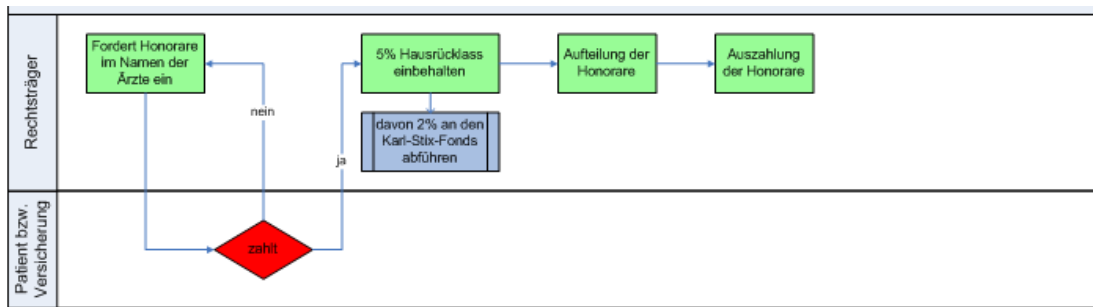 Rechtsträger
Fordert Honorare
im Namen der
Ärzte ein
nein
ja
5% Hausrücklass
einbehalten
davon 2% an den
Karl-Stix-Fonds
abführen
Aufteilung der
Honorare
Auszahlung
der Honorare
Patient bzw.
Versicherung
zahlt